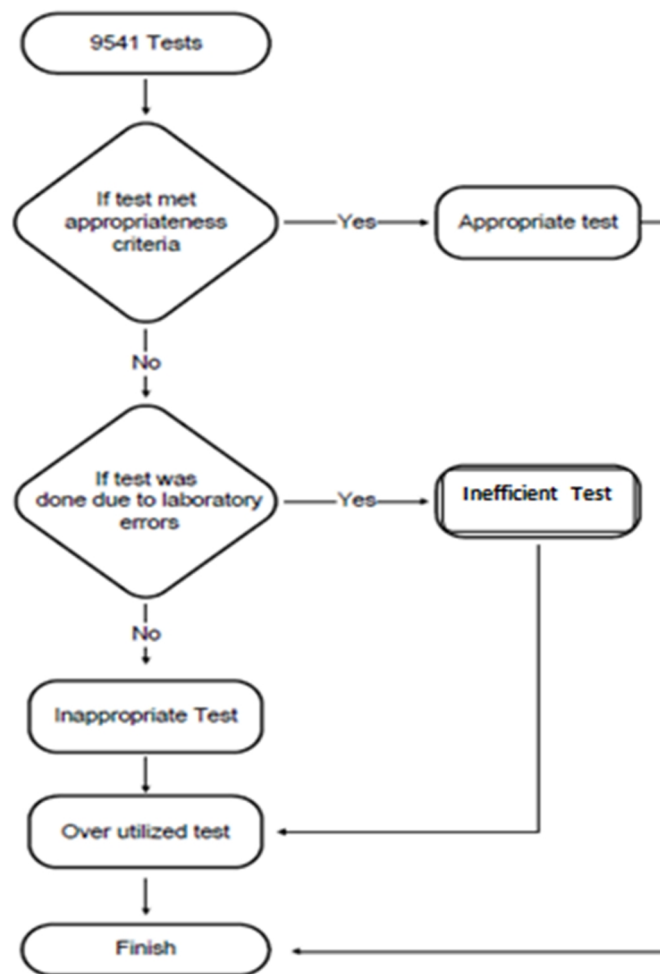 9541 Tests
If test met
appropriateness
criteria
Yes
Appropriate test
No
If test was
done due to laboratory
errors
Yes
Inefficient Test
No
Inappropriate Test
Over utilized test
Finish